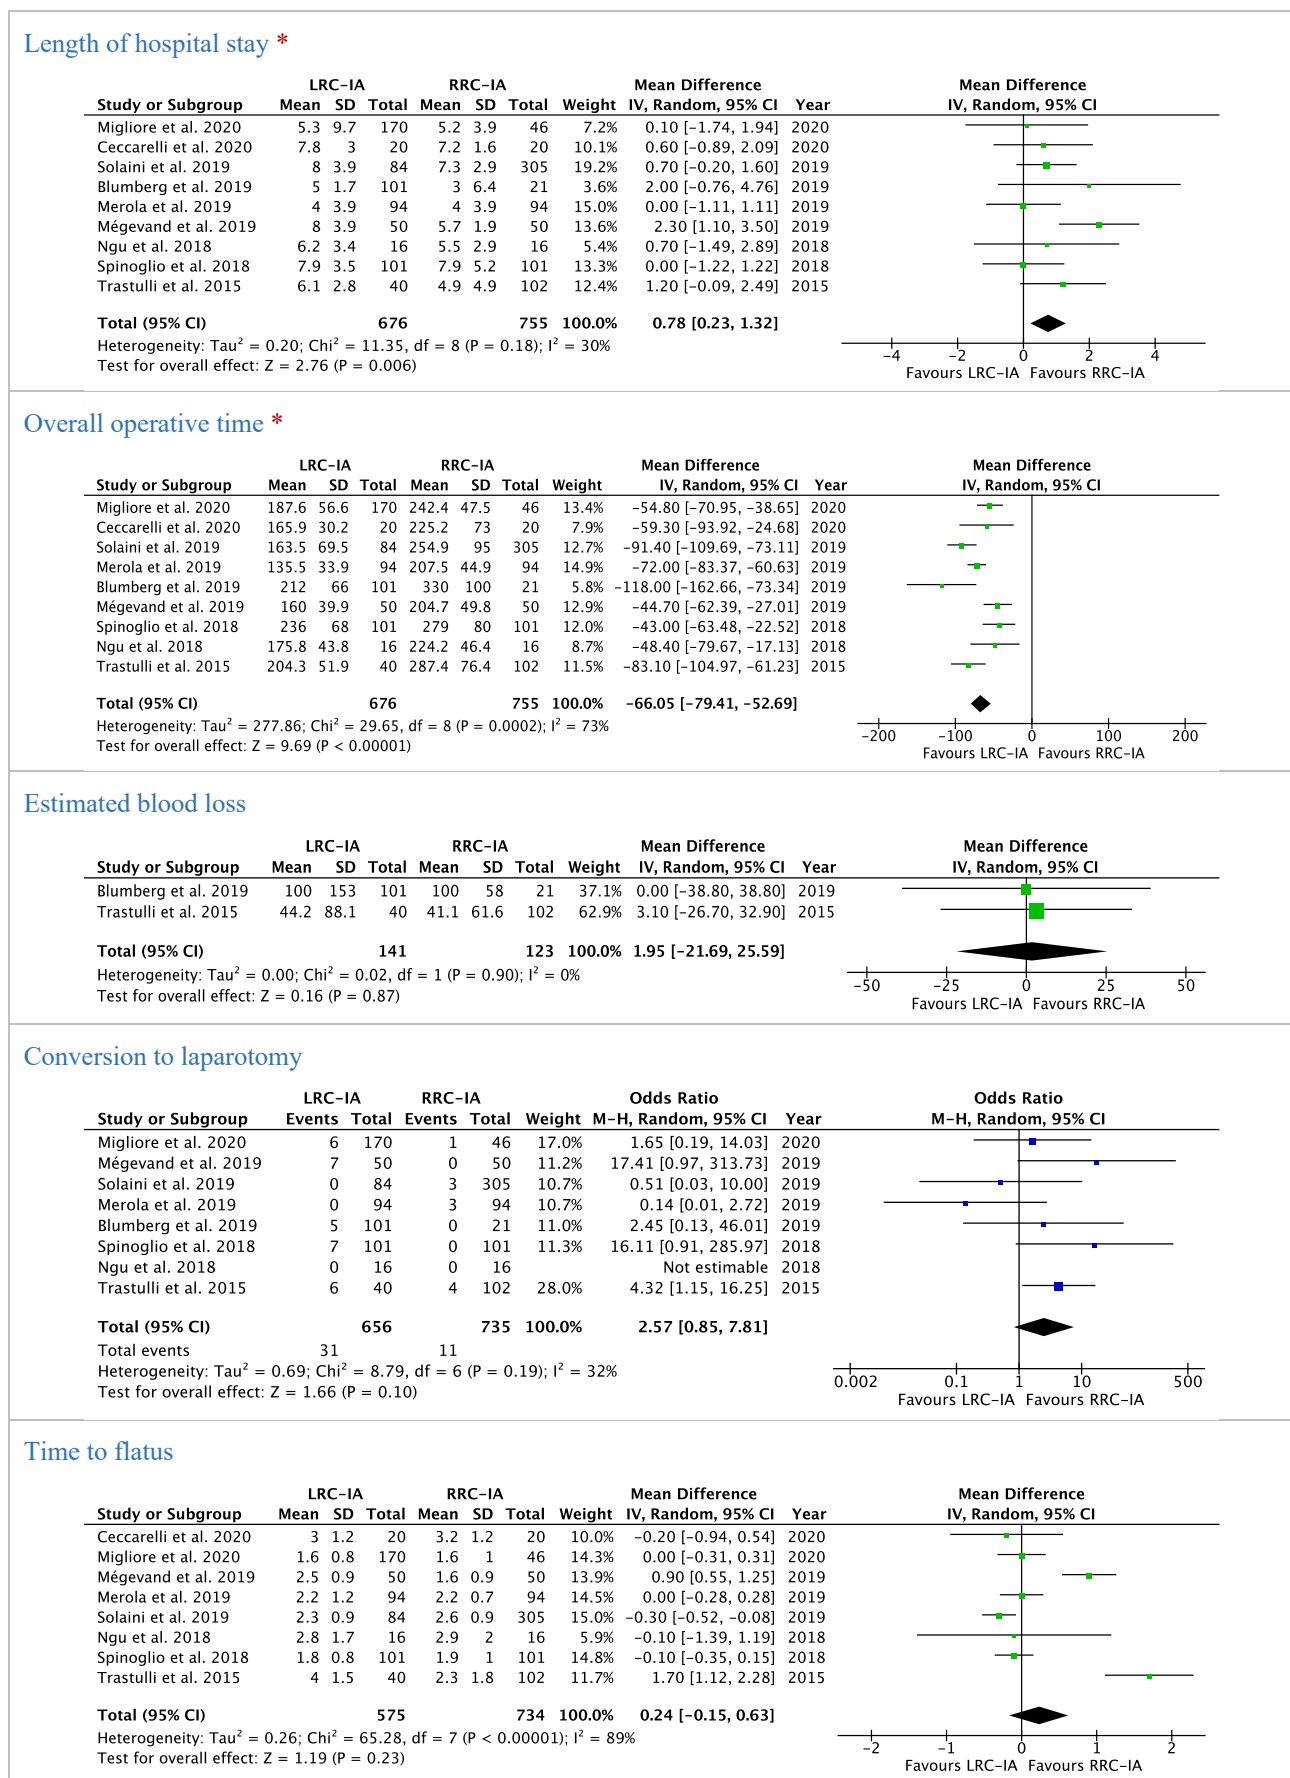 Length of hospital stay *
LRC-IA RRC-IA Mean Difference Mean Difference
Study or Subgroup Mean SD Total Mean SD Total Weight IV, Random, 95% CI Year IV, Random, 95% CI
Migliore et al. 2020 5.3 9.7 170 5.2 3.9 46 7.2% 0.10 [-1.74, 1.94] 2020
Ceccarelli et al. 2020 7.8 3 20 7.2 1.6 20 10.1% 0.60 [-0.89, 2.09] 2020
Solaini et al. 2019 8 3.9 84 7.3 2.9 305 19.2% 0.70 [-0.20, 1.60] 2019
Blumberg et al. 2019 5 1.7 101 3 6.4 21 3.6% 2.00 [-0.76, 4.76] 2019
Merola et al. 2019 4 3.9 94 4 3.9 94 15.0% 0.00 [-1.11, 1.11] 2019
Mégevand et al. 2019 8 3.9 50 5.7 1.9 50 13.6% 2.30 [1.10, 3.50] 2019
Ngu et al. 2018 6.2 3.4 16 5.5 2.9 16 5.4% 0.70 [-1.49, 2.89] 2018
Spinoglio et al. 2018 7.9 3.5 101 7.9 5.2 101 13.3% 0.00 [-1.22, 1.22] 2018
Trastulli et al. 2015 6.1 2.8 40 4.9 4.9 102 12.4% 1.20 [-0.09, 2.49] 2015
Total (95% CI) 676 755 100.0% 0.78 [0.23, 1.32]
Heterogeneity: Tau² = 0.20; Chi² = 11.35, df = 8 (P = 0.18); I² = 30%
Test for overall effect: Z = 2.76 (P = 0.006)
-4 -2 0 2 4
Favours LRC-IA Favours RRC-IA
Overall operative time *
LRC-IA RRC-IA Mean Difference Mean Difference
Study or Subgroup Mean SD Total Mean SD Total Weight IV, Random, 95% CI Year IV, Random, 95% CI
Migliore et al. 2020 187.6 56.6 170 242.4 47.5 46 13.4% -54.80 [-70.95, -38.65] 2020
Ceccarelli et al. 2020 165.9 30.2 20 225.2 73 20 7.9% -59.30 [-93.92, -24.68] 2020
Solaini et al. 2019 163.5 69.5 84 254.9 95 305 12.7% -91.40 [-109.69, -73.11] 2019
Merola et al. 2019 135.5 33.9 94 207.5 44.9 94 14.9% -72.00 [-83.37, -60.63] 2019
Blumberg et al. 2019 212 66 101 330 100 21 5.8% -118.00 [-162.66, -73.34] 2019
Mégevand et al. 2019 160 39.9 50 204.7 49.8 50 12.9% -44.70 [-62.39, -27.01] 2019
Spinoglio et al. 2018 236 68 101 279 80 101 12.0% -43.00 [-63.48, -22.52] 2018
Ngu et al. 2018 175.8 43.8 16 224.2 46.4 16 8.7% -48.40 [-79.67, -17.13] 2018
Trastulli et al. 2015 204.3 51.9 40 287.4 76.4 102 11.5% -83.10 [-104.97, -61.23] 2015
Total (95% CI) 676 755 100.0% -66.05 [-79.41, -52.69]
Heterogeneity: Tau² = 277.86; Chi² = 29.65, df = 8 (P = 0.0002); I² = 73%
Test for overall effect: Z = 9.69 (P < 0.00001)
-200 -100 0 100 200
Favours LRC-IA Favours RRC-IA
Estimated blood loss
LRC-IA RRC-IA Mean Difference Mean Difference
Study or Subgroup Mean SD Total Mean SD Total Weight IV, Random, 95% CI Year IV, Random, 95% CI
Blumberg et al. 2019 100 153 101 100 58 21 37.1% 0.00 [-38.80, 38.80] 2019
Trastulli et al. 2015 44.2 88.1 40 41.1 61.6 102 62.9% 3.10 [-26.70, 32.90] 2015
Total (95% CI) 141 123 100.0% 1.95 [-21.69, 25.59]
Heterogeneity: Tau² = 0.00; Chi² = 0.02, df = 1 (P = 0.90); I² = 0%
Test for overall effect: Z = 0.16 (P = 0.87)
-50 -25 0 25 50
Favours LRC-IA Favours RRC-IA
Conversion to laparotomy
LRC-IA RRC-IA Odds Ratio Odds Ratio
Study or Subgroup Events Total Events Total Weight M-H, Random, 95% CI Year M-H, Random, 95% CI
Migliore et al. 2020 6 170 1 46 17.0% 1.65 [0.19, 14.03] 2020
Mégevand et al. 2019 7 50 0 50 11.2% 17.41 [0.97, 313.73] 2019
Solaini et al. 2019 0 84 3 305 10.7% 0.51 [0.03, 10.00] 2019
Merola et al. 2019 0 94 3 94 10.9% 0.14 [0.01, 2.72] 2019
Blumberg et al. 2019 5 101 0 21 11.0% 2.45 [0.13, 46.01] 2019
Spinoglio et al. 2018 7 101 0 101 11.3% 16.11 [0.91, 285.97] 2018
Ngu et al. 2018 0 16 0 16 Not estimable 2018
Trastulli et al. 2015 6 40 4 102 28.0% 4.32 [1.15, 16.25] 2015
Total (95% CI) 656 735 100.0% 2.57 [0.85, 7.81]
Total events 31 11
Heterogeneity: Tau² = 0.69; Chi² = 8.79, df = 6 (P = 0.19); I² = 32%
Test for overall effect: Z = 1.66 (P = 0.10)
0.002 0.1 1 10 500
Favours LRC-IA Favours RRC-IA
Time to flatus
LRC-IA RRC-IA Mean Difference Mean Difference
Study or Subgroup Mean SD Total Mean SD Total Weight IV, Random, 95% CI Year IV, Random, 95% CI
Ceccarelli et al. 2020 3 1.2 20 3.2 1.2 20 10.0% -0.20 [-0.94, 0.54] 2020
Migliore et al. 2020 1.6 0.8 170 1.6 1 46 14.3% 0.00 [-0.31, 0.31] 2020
Mégevand et al. 2019 2.5 0.9 50 1.6 0.9 50 13.9% 0.90 [0.55, 1.25] 2019
Merola et al. 2019 2.2 1.2 94 2.2 0.7 94 14.5% 0.00 [-0.28, 0.28] 2019
Solaini et al. 2019 2.3 0.9 84 2.6 0.9 305 15.0% -0.30 [-0.52, -0.08] 2019
Ngu et al. 2018 2.8 1.7 16 2.9 2 16 5.9% -0.10 [-1.39, 1.19] 2018
Spinoglio et al. 2018 1.8 0.8 101 1.9 1 101 14.8% -0.10 [-0.35, 0.15] 2018
Trastulli et al. 2015 4 1.5 40 2.3 1.8 102 11.7% 1.70 [1.12, 2.28] 2015
Total (95% CI) 575 734 100.0% 0.24 [-0.15, 0.63]
Heterogeneity: Tau² = 0.26; Chi² = 65.28, df = 7 (P < 0.00001); I² = 89%
Test for overall effect: Z = 1.19 (P = 0.23)
-2 -1 0 1 2
Favours LRC-IA Favours RRC-IA